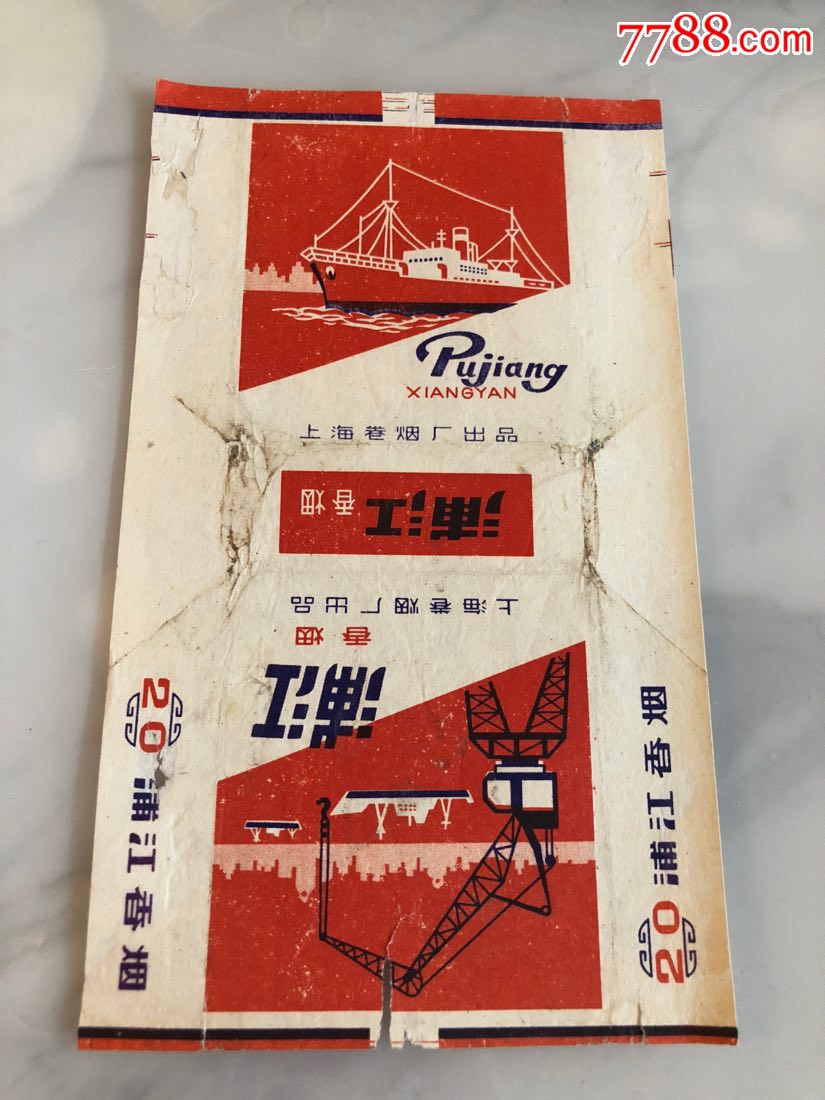 7788.com
Pujiang
XIANGYAN
上海卷烟厂出品
浦江香烟
上海卷烟厂出品
香烟
浦江
20 浦江香烟
20 浦江香烟